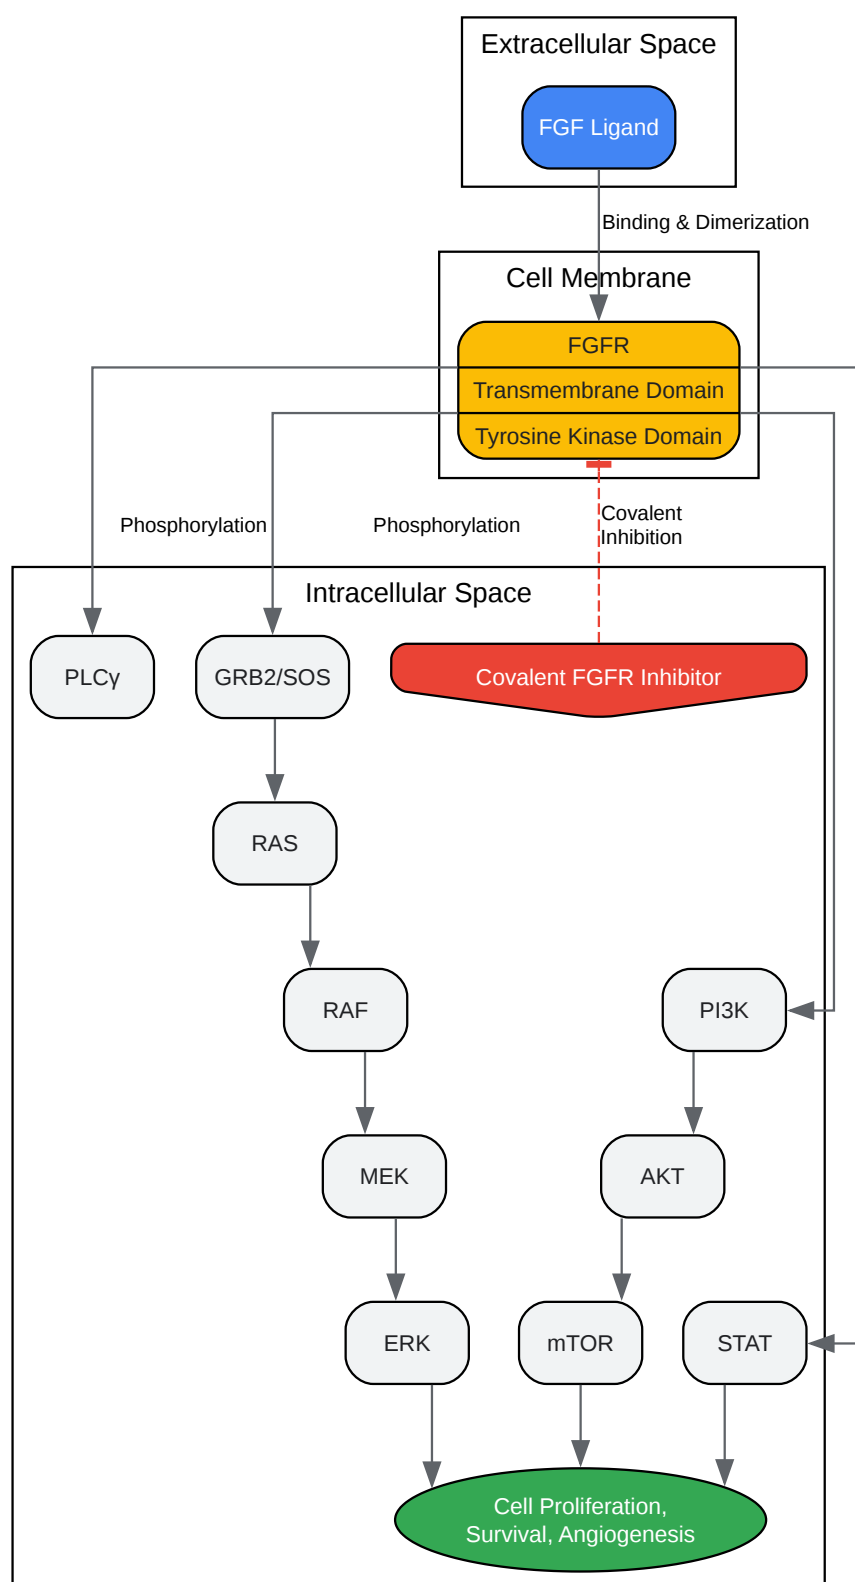 Extracellular Space
FGF Ligand
Binding & Dimerization
Cell Membrane
FGFR
Transmembrane Domain
Tyrosine Kinase Domain
Phosphorylation
Phosphorylation
Covalent
Inhibition
Intracellular Space
PLCγ
GRB2/SOS
Covalent FGFR Inhibitor
RAS
RAF
PI3K
MEK
AKT
ERK
mTOR
STAT
Cell Proliferation,
Survival, Angiogenesis